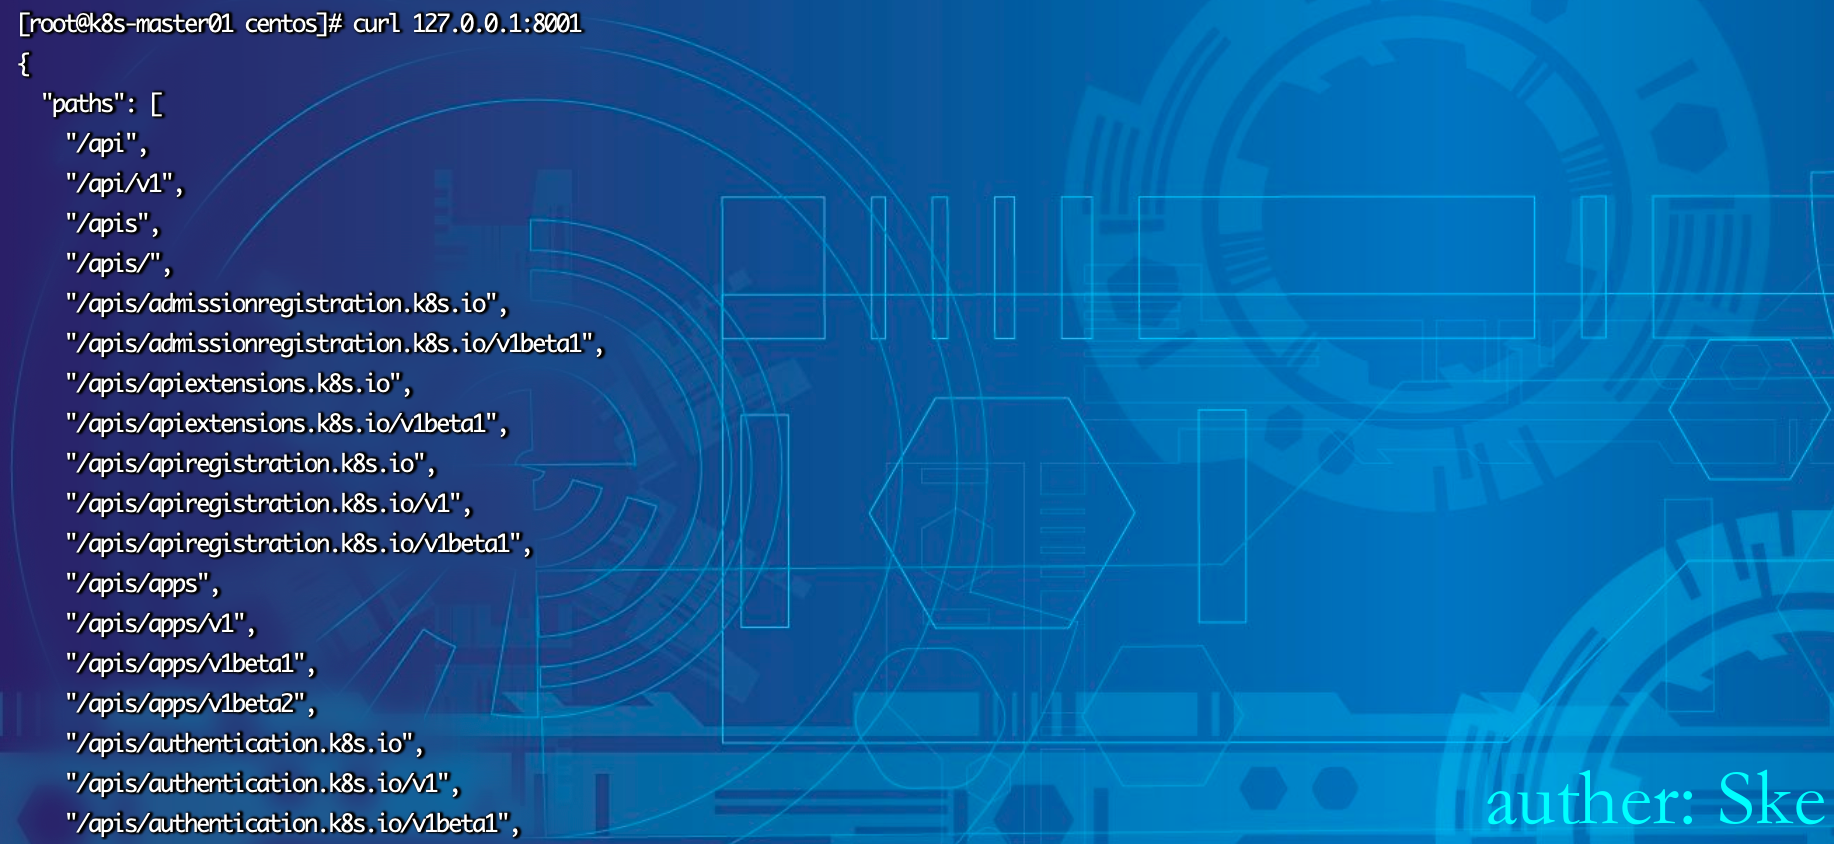 [root@k8s-master01 centos]# curl 127.0.0.1:8001
{
  "paths": [
    "/api",
    "/api/v1",
    "/apis",
    "/apis/",
    "/apis/admissionregistration.k8s.io",
    "/apis/admissionregistration.k8s.io/v1beta1",
    "/apis/apiextensions.k8s.io",
    "/apis/apiextensions.k8s.io/v1beta1",
    "/apis/apiregistration.k8s.io",
    "/apis/apiregistration.k8s.io/v1",
    "/apis/apiregistration.k8s.io/v1beta1",
    "/apis/apps",
    "/apis/apps/v1",
    "/apis/apps/v1beta1",
    "/apis/apps/v1beta2",
    "/apis/authentication.k8s.io",
    "/apis/authentication.k8s.io/v1",
    "/apis/authentication.k8s.io/v1beta1",
auther: Ske